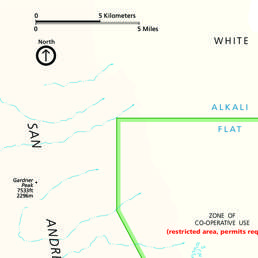 0 5 Kilometers
0 5 Miles
North
WHITE
ALKALI
FLAT
SAN
Gardner
Peak
7533ft
2296m
ZONE OF
CO-OPERATIVE USE
(restricted area, permits req
ANDRE